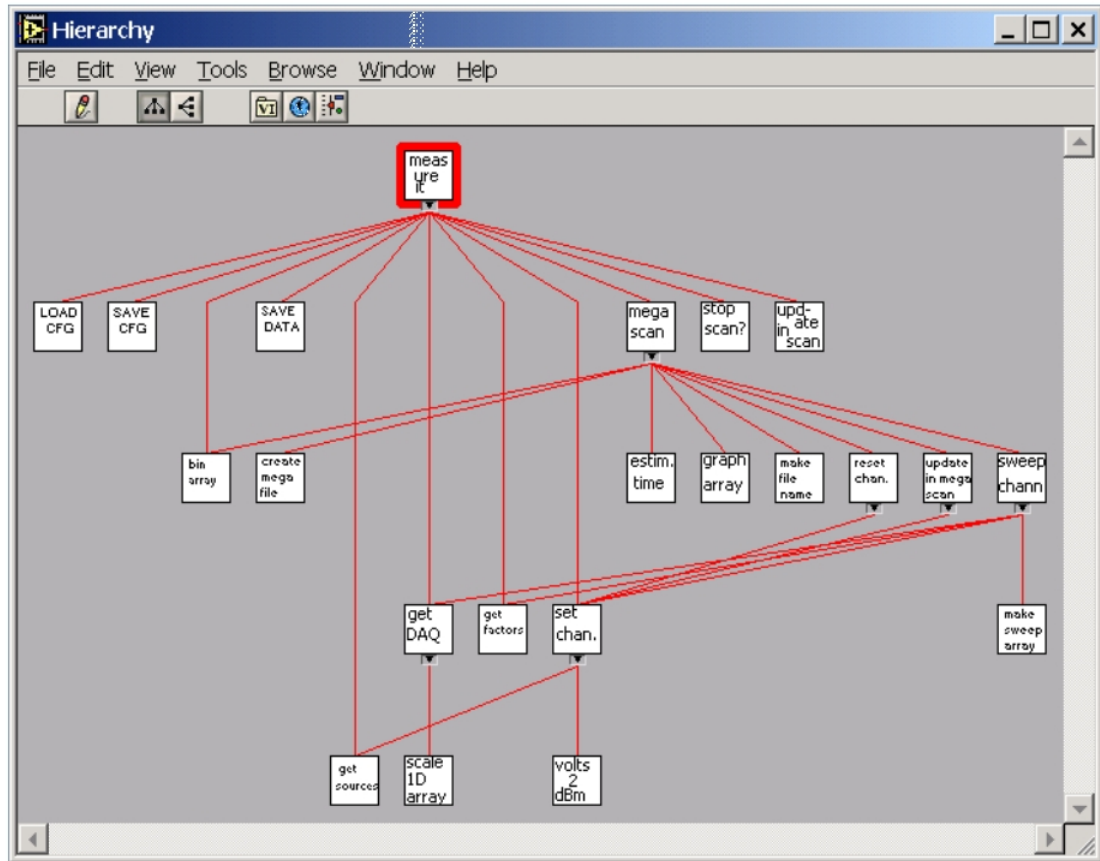 Hierarchy
File Edit View Tools Browse Window Help
VI
meas
ure
it
LOAD
CFG
SAVE
CFG
SAVE
DATA
mega
scan
stop
scan?
upd-
in ate
scan
bin
array
create
mega
file
estim.
time
graph
array
make
file
name
reset
chan.
update
in mega
scan
sweep
chann
get
DAQ
get
factors
set
chan.
make
sweep
array
get
sources
scale
1D
array
volts
2
dBm